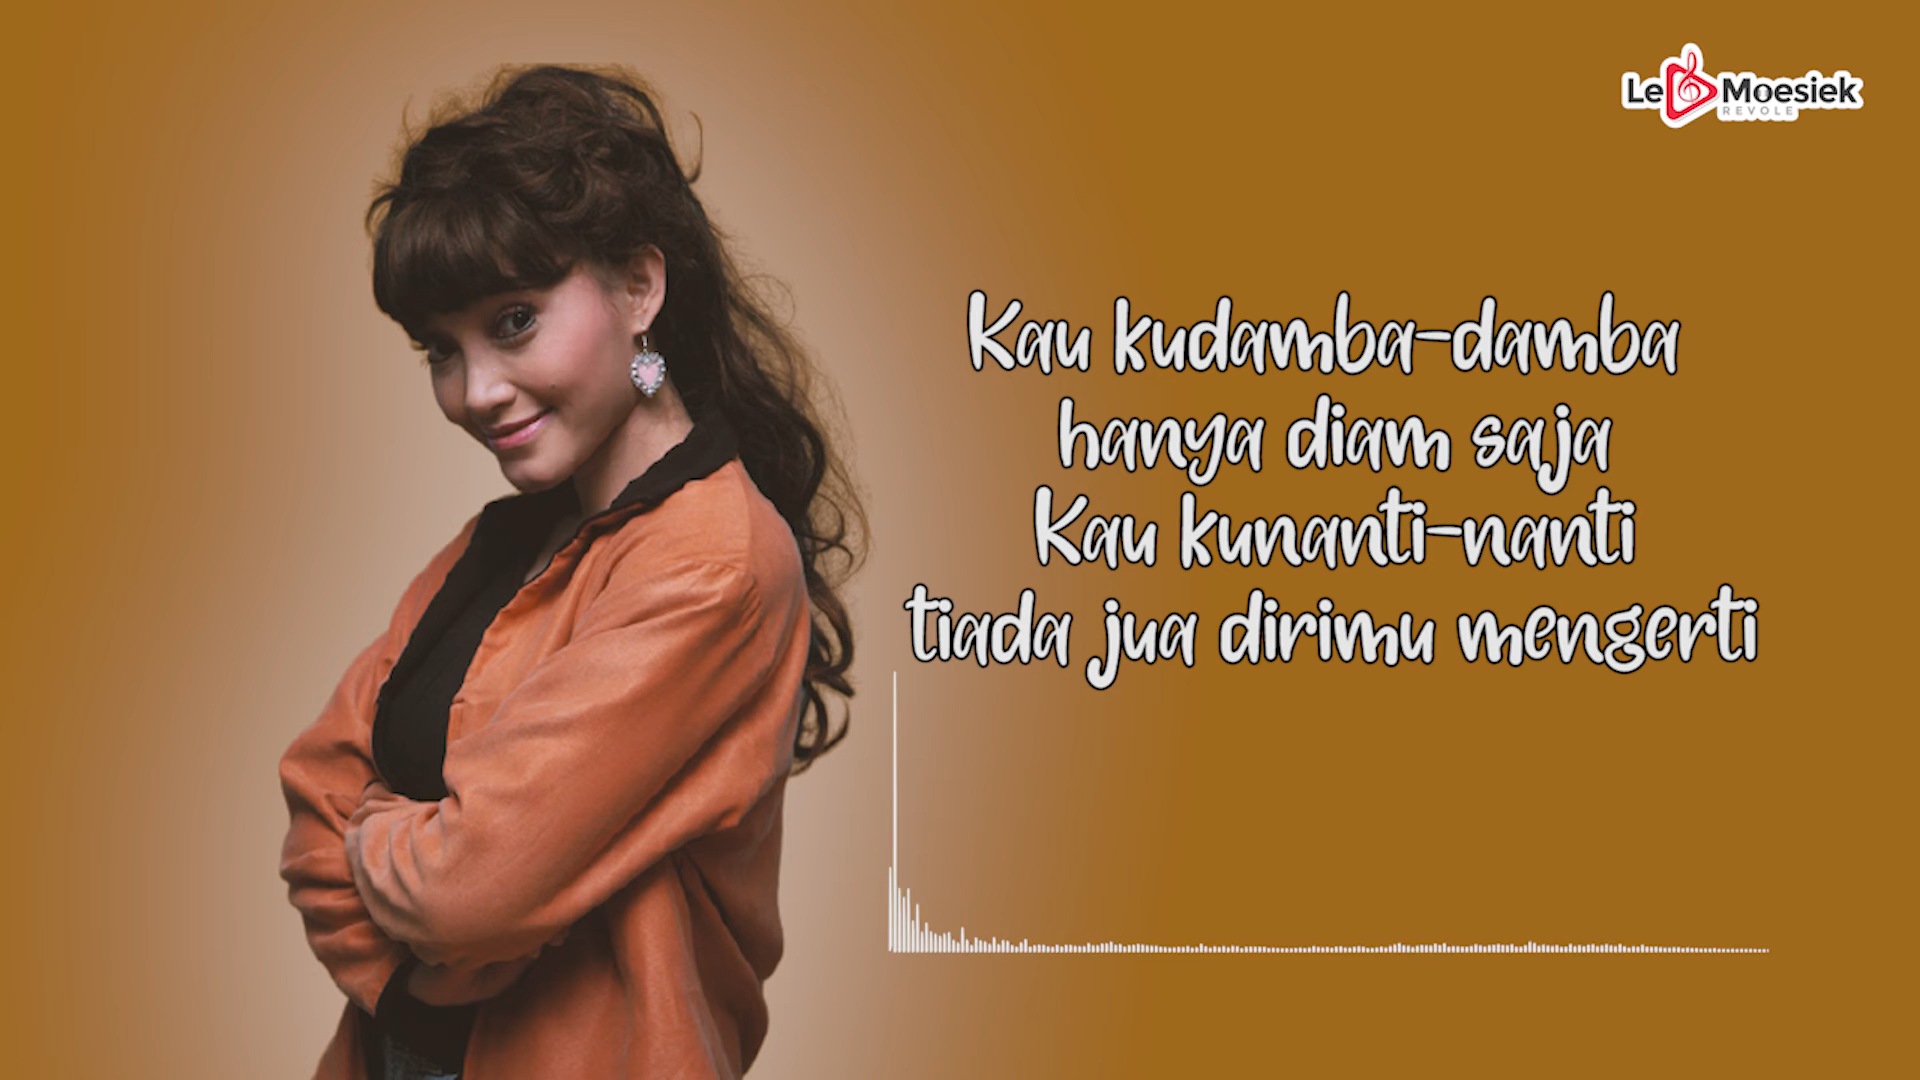 Le Moesiek
REVOLE
Kau kudamba-damba
hanya diam saja
Kau kunanti-nanti
tiada jua dirimu mengerti